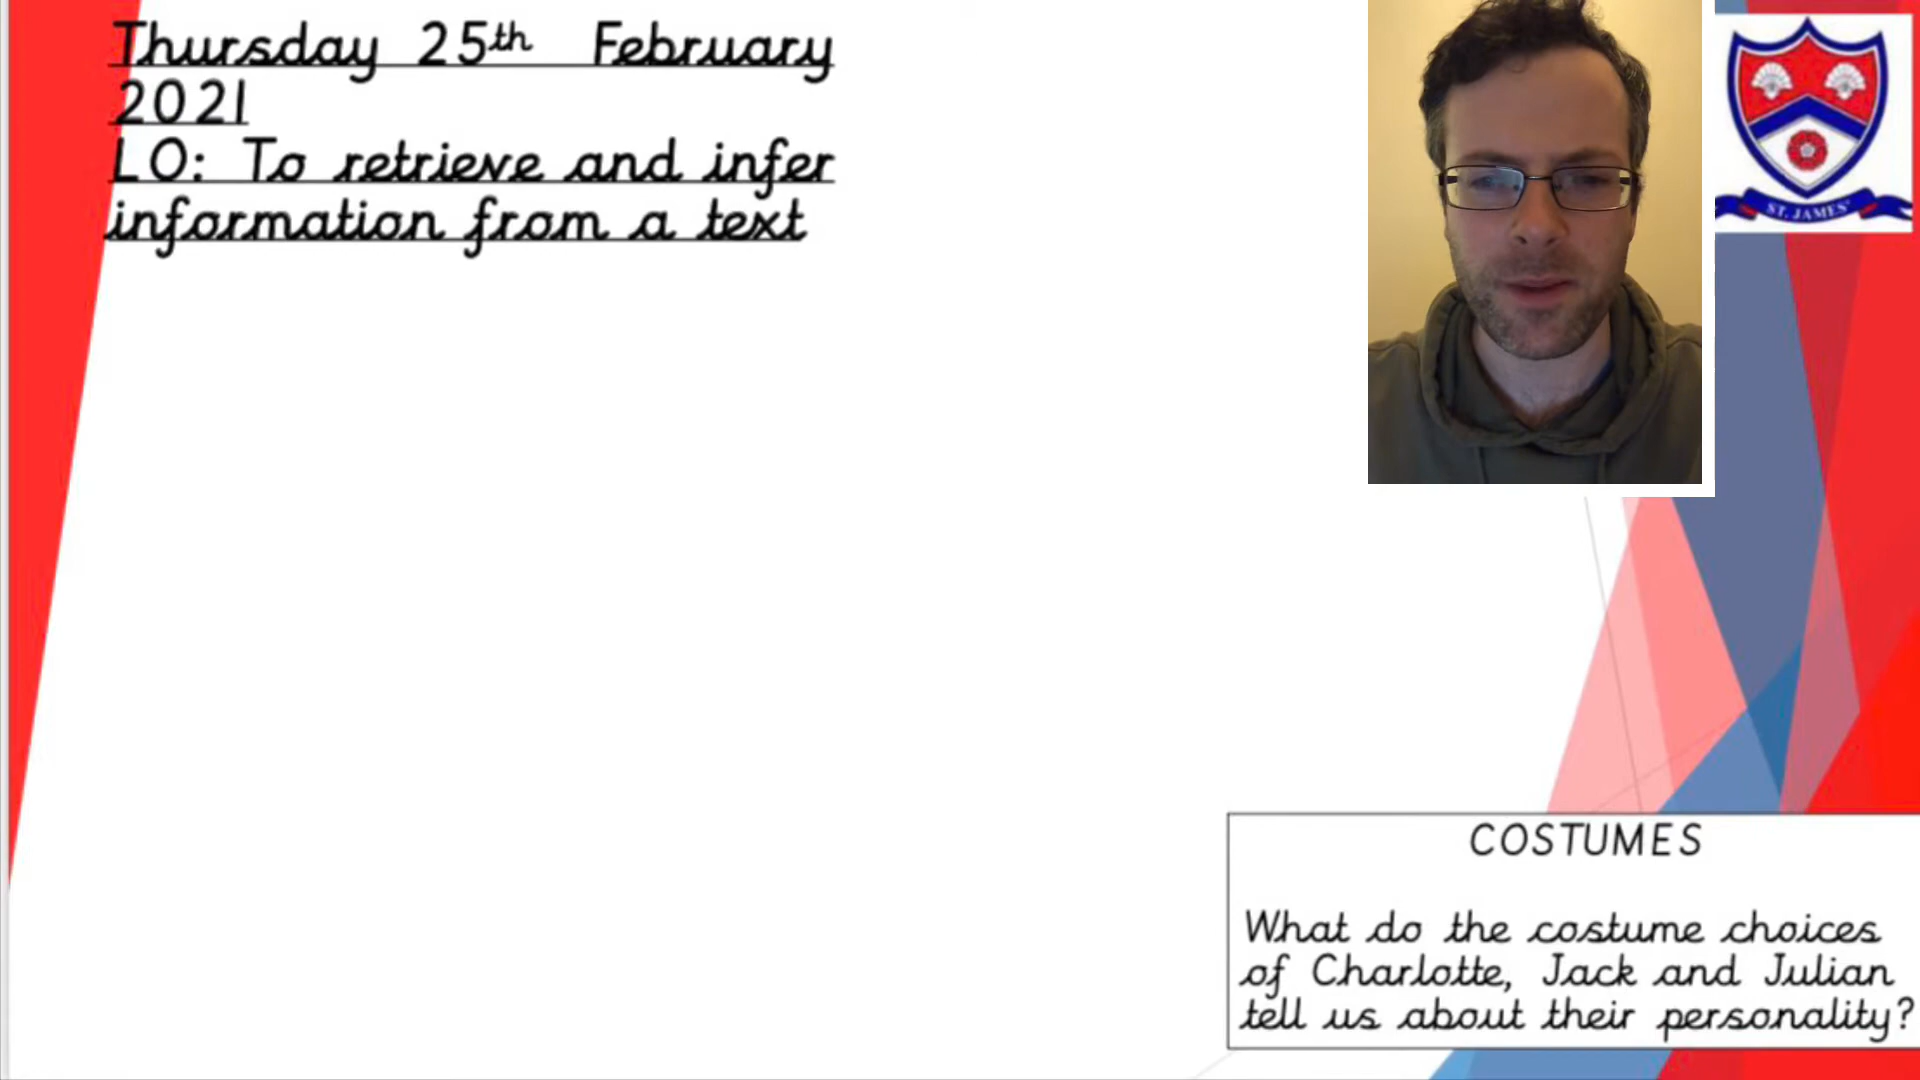 Thursday 25th February
2021
LO: To retrieve and infer
information from a text
ST. JAMES'
COSTUMES
What do the costume choices
of Charlotte, Jack and Julian
tell us about their personality?